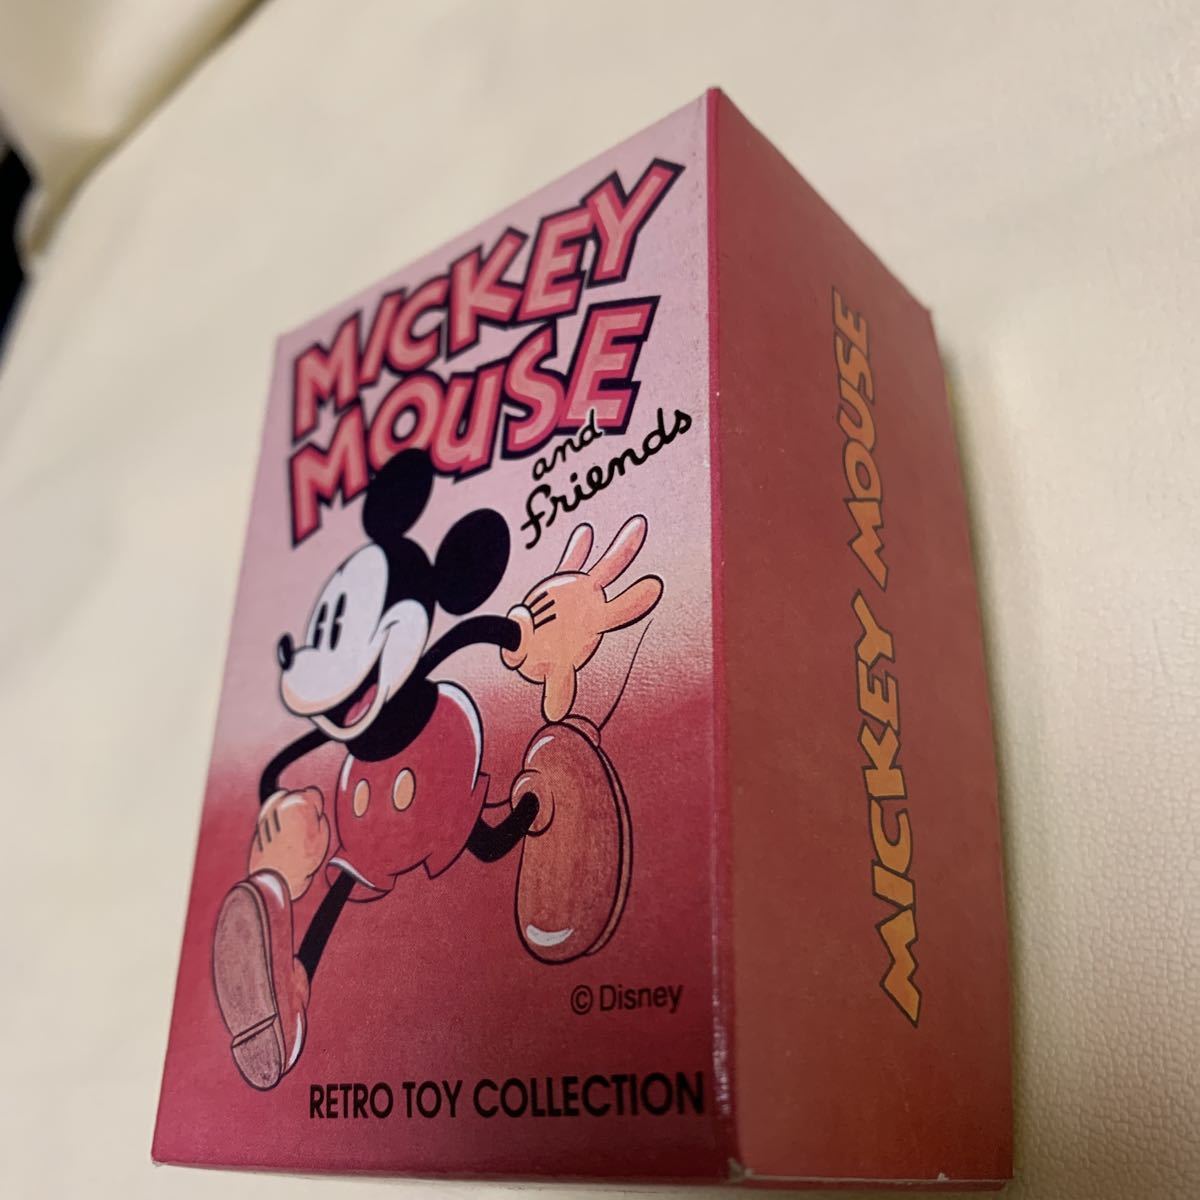 MICKEY
MOUSE
and
friends
© Disney
RETRO TOY COLLECTION
MICKEY MOUSE